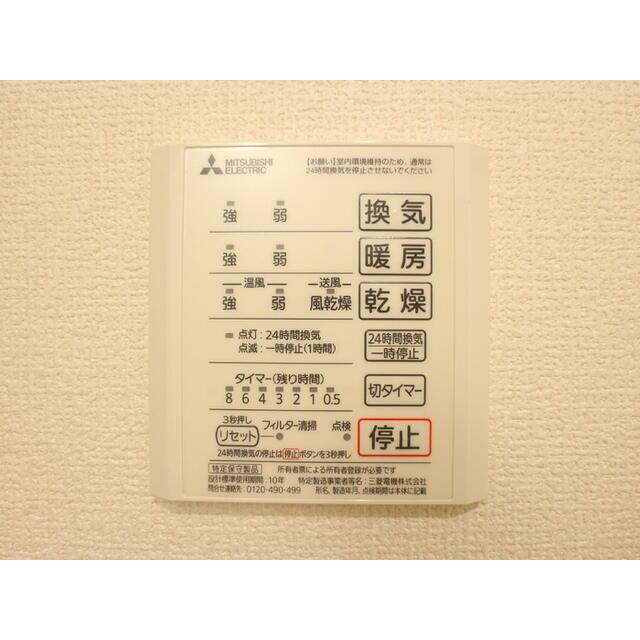 MITSUBISHI
ELECTRIC
【お願い】室内環境維持のため、通常は
24時間換気を停止させないでください
強 弱 換気
強 弱 暖房
温風 送風
強 弱 風乾燥 乾燥
点灯:24時間換気
点滅:一時停止(1時間)
24時間換気
一時停止
タイマー(残り時間)
8 6 4 3 2 1 0.5
切タイマー
3秒押し
リセット フィルター清掃 点検
停止
24時間換気の停止は停止ボタンを3秒押し
特定保守製品 所有者票による所有者登録が必要です
設計標準使用期間:10年 特定製造事業者等名:三菱電機株式会社
問合せ連絡先:0120-490-499 形名、製造年月、点検期間は本体に記載